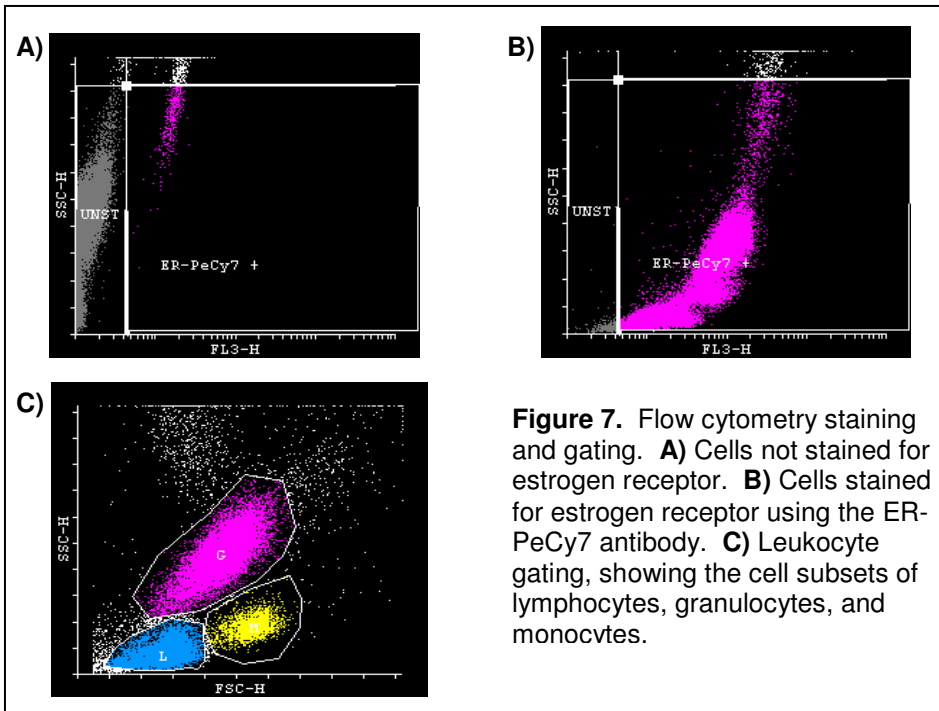 A)
SSC-H
UNST
ER-PeCy7 +
FL3-H
B)
SSC-H
UNST
ER-PeCy7 +
FL3-H
C)
SSC-H
G
M
L
FSC-H
Figure 7. Flow cytometry staining
and gating. A) Cells not stained for
estrogen receptor. B) Cells stained
for estrogen receptor using the ER-
PeCy7 antibody. C) Leukocyte
gating, showing the cell subsets of
lymphocytes, granulocytes, and
monocytes.